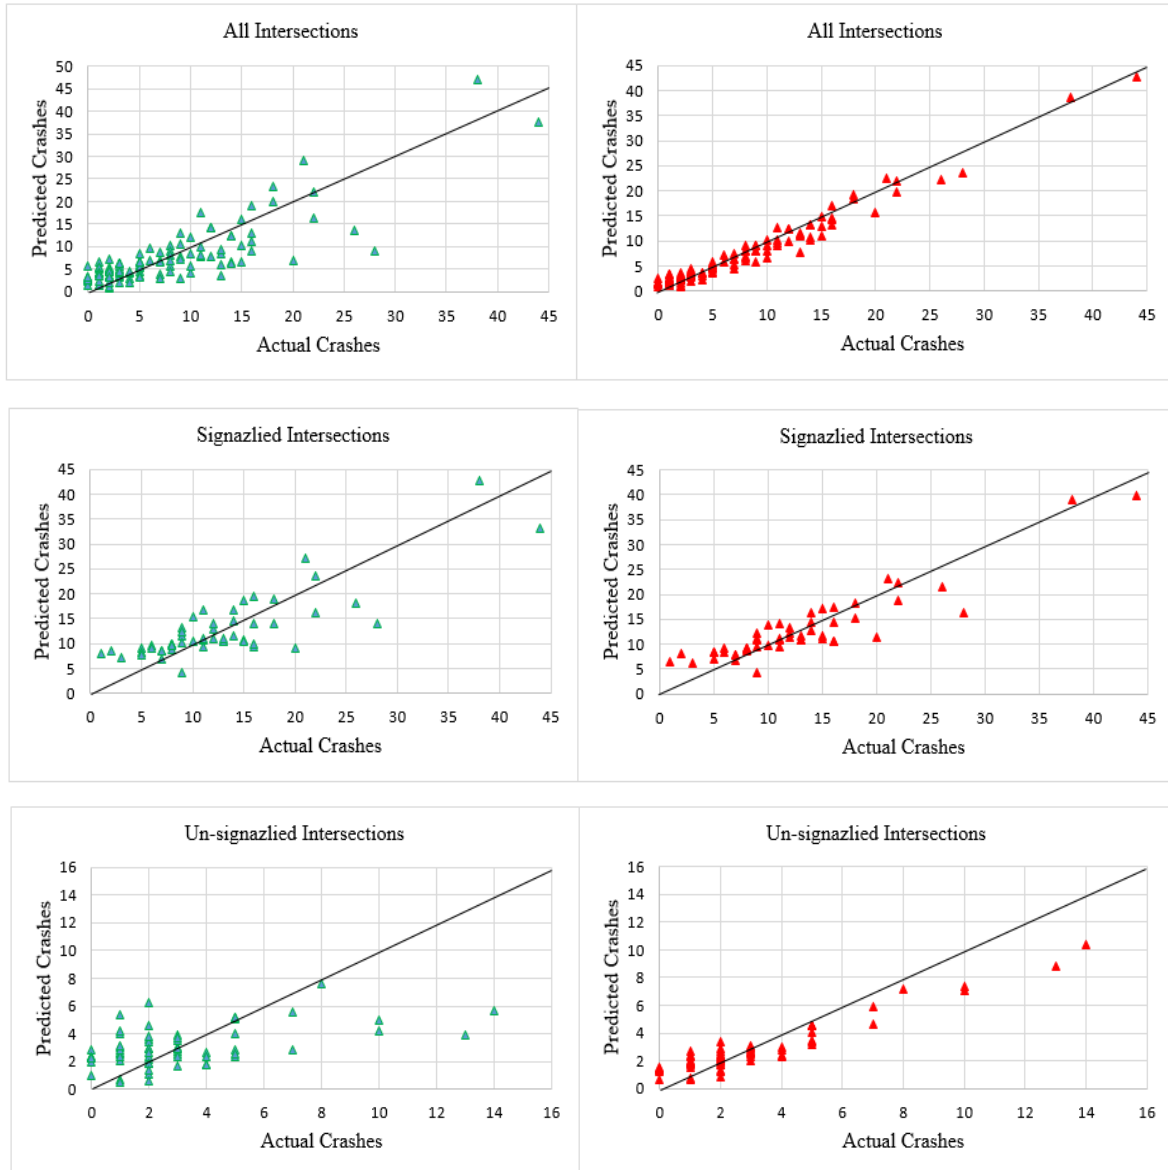 All Intersections
Predicted Crashes
50
45
40
35
30
25
20
15
10
5
0
0 5 10 15 20 25 30 35 40 45
Actual Crashes
All Intersections
Predicted Crashes
45
40
35
30
25
20
15
10
5
0
0 5 10 15 20 25 30 35 40 45
Actual Crashes
Signazlied Intersections
Predicted Crashes
45
40
35
30
25
20
15
10
5
0
0 5 10 15 20 25 30 35 40 45
Actual Crashes
Signazlied Intersections
Predicted Crashes
45
40
35
30
25
20
15
10
5
0
0 5 10 15 20 25 30 35 40 45
Actual Crashes
Un-signazlied Intersections
Predicted Crashes
16
14
12
10
8
6
4
2
0
0 2 4 6 8 10 12 14 16
Actual Crashes
Un-signazlied Intersections
Predicted Crashes
16
14
12
10
8
6
4
2
0
0 2 4 6 8 10 12 14 16
Actual Crashes